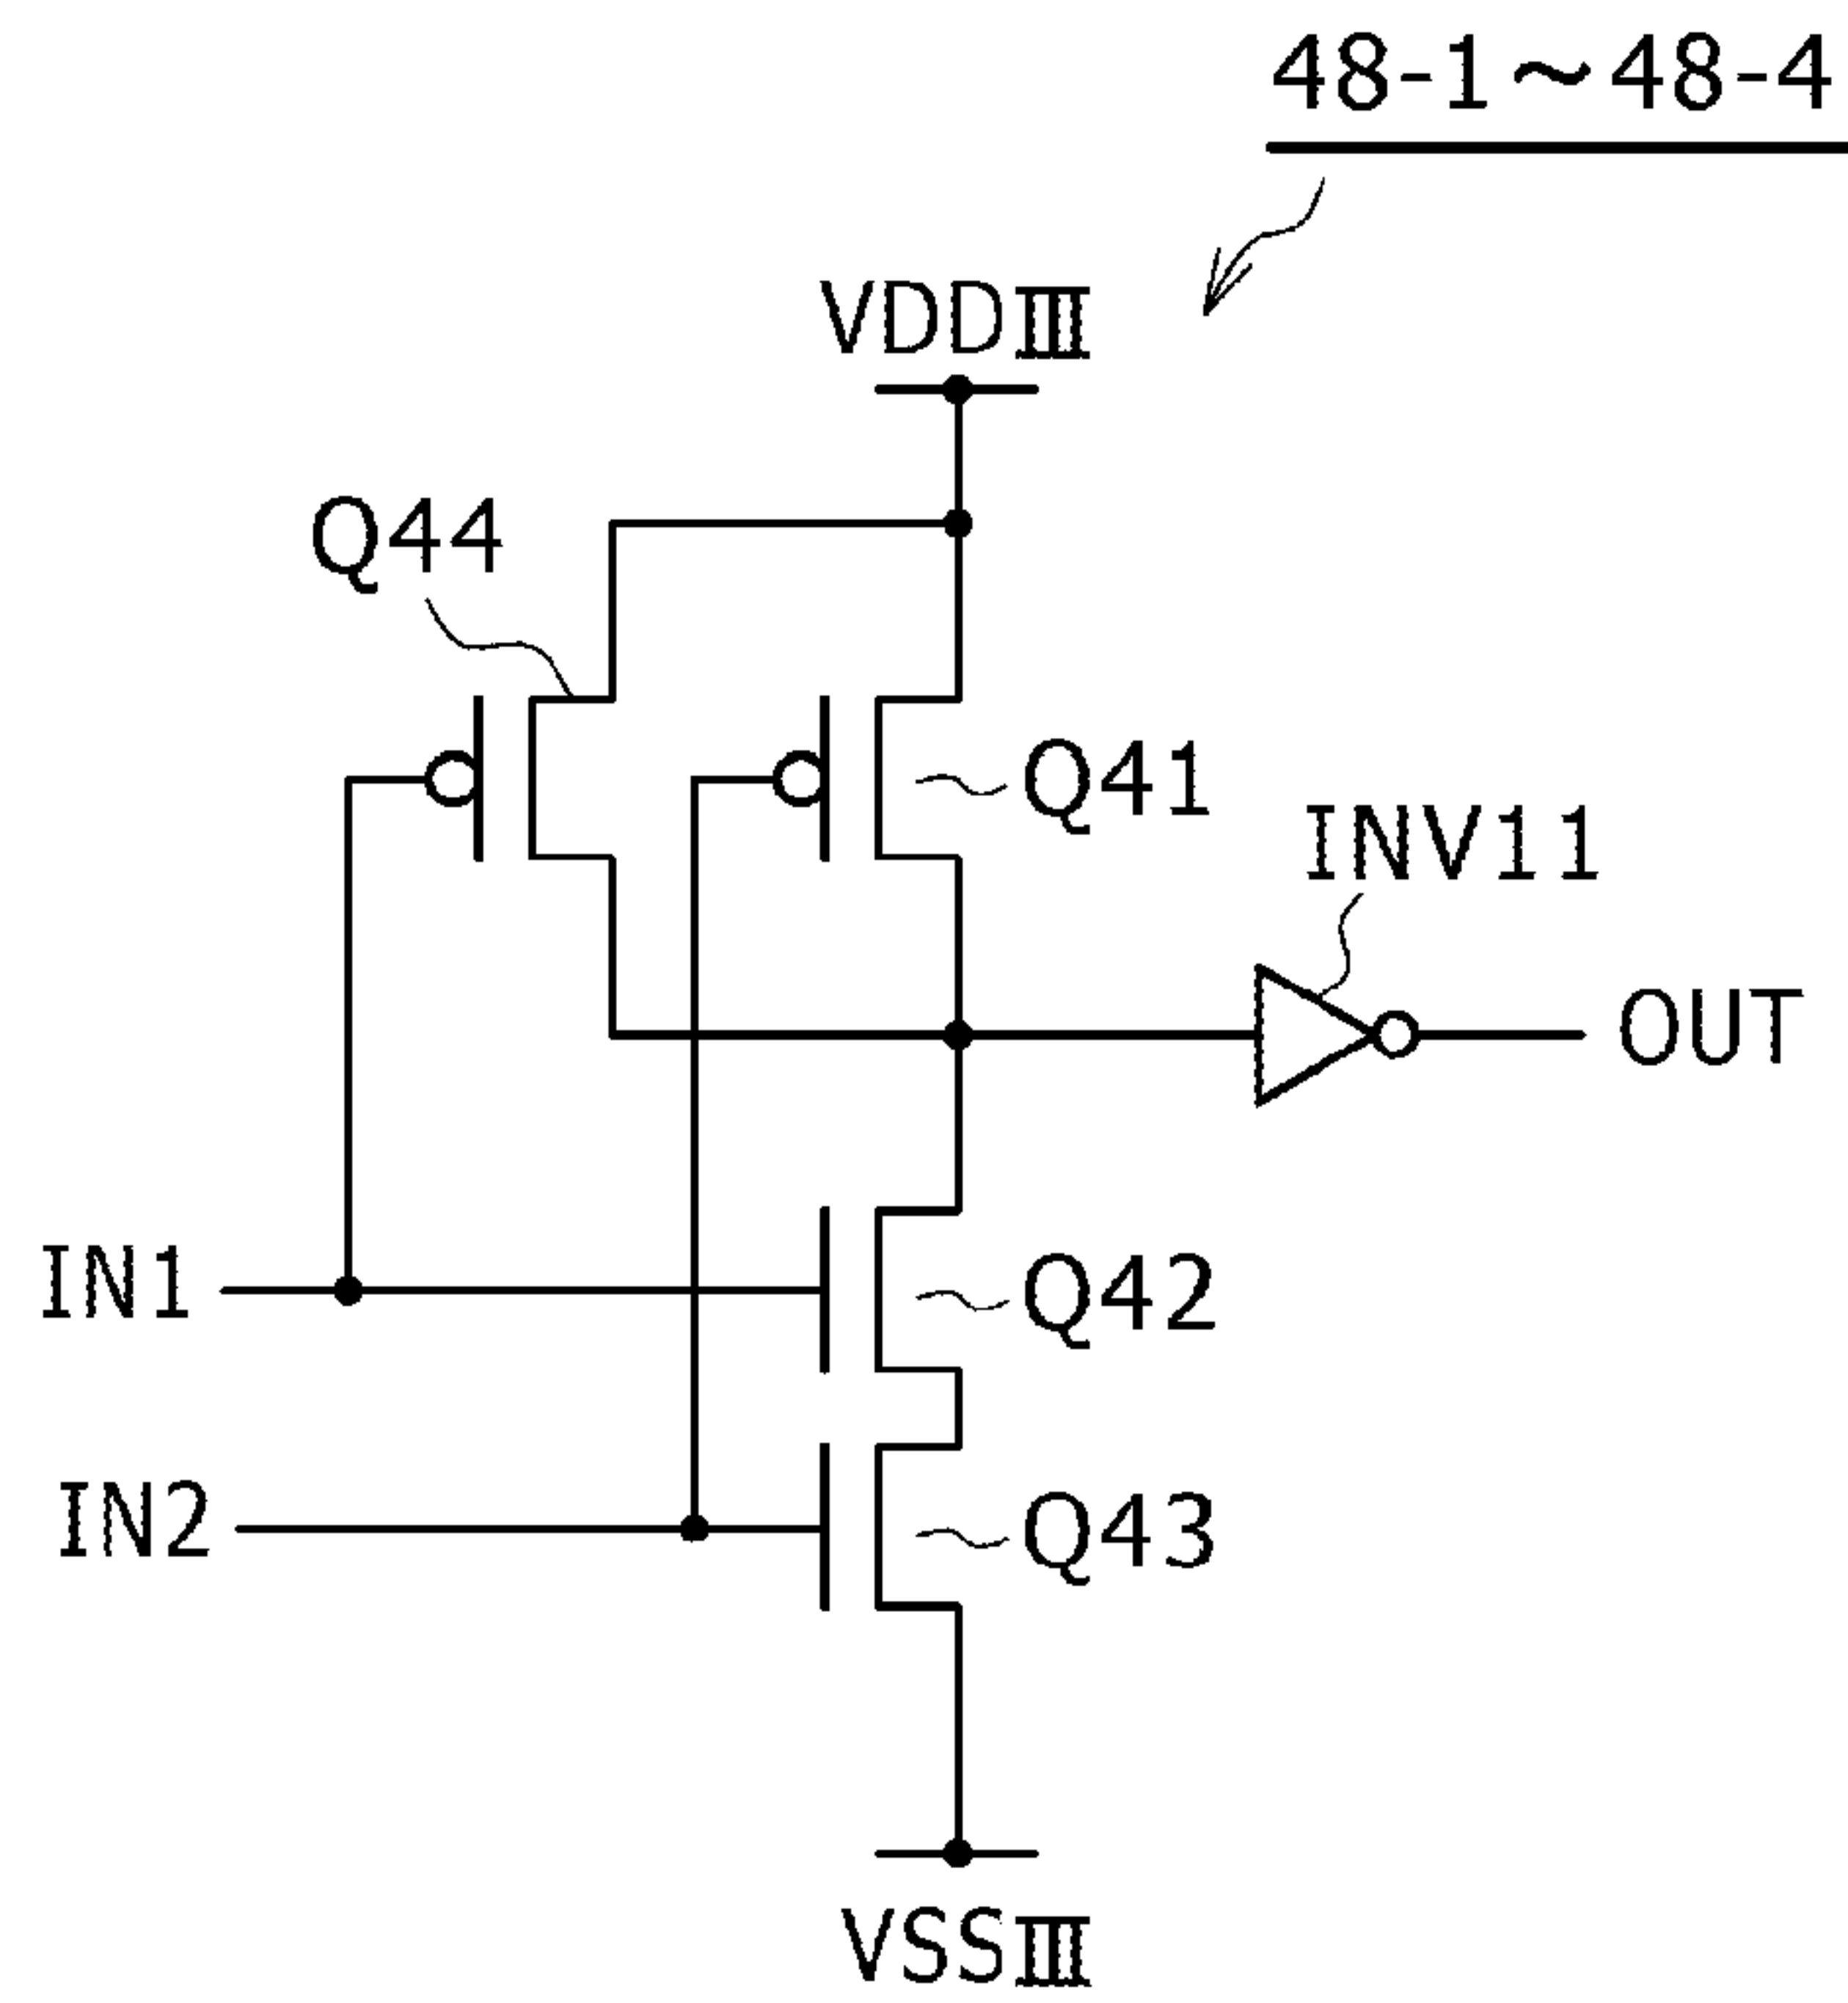 48-1～48-4
VDDⅢ
Q44
Q41
INV11
OUT
IN1
Q42
IN2
Q43
VSSⅢ